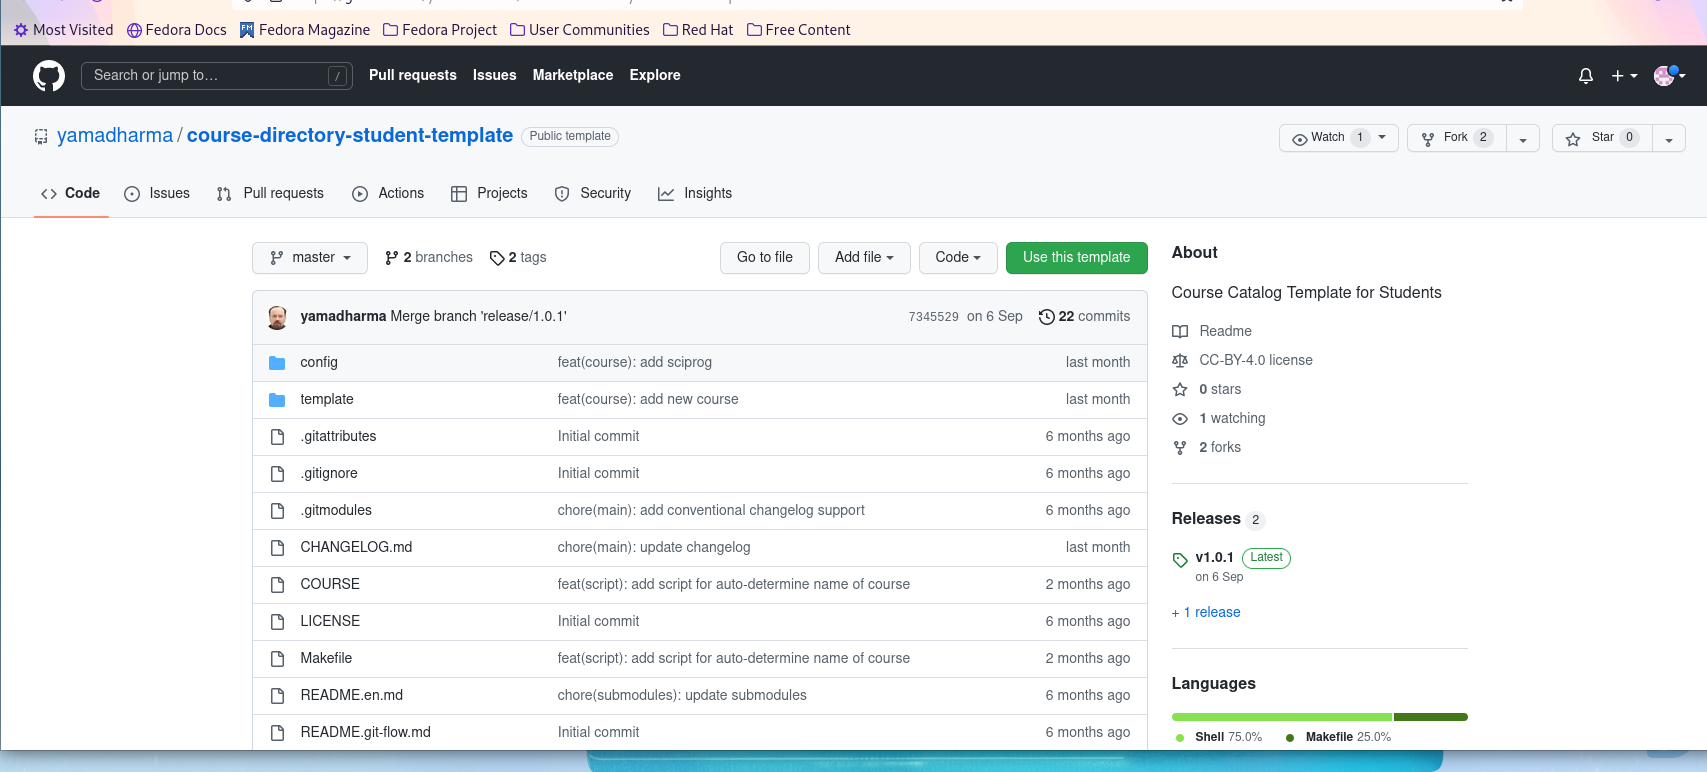 Most Visited Fedora Docs Fedora Magazine Fedora Project User Communities Red Hat Free Content
Search or jump to… / Pull requests Issues Marketplace Explore
yamadharma / course-directory-student-template Public template Watch 1 Fork 2 Star 0
Code Issues Pull requests Actions Projects Security Insights
master 2 branches 2 tags Go to file Add file Code Use this template
yamadharma Merge branch 'release/1.0.1' 7345529 on 6 Sep 22 commits
config feat(course): add sciprog last month
template feat(course): add new course last month
.gitattributes Initial commit 6 months ago
.gitignore Initial commit 6 months ago
.gitmodules chore(main): add conventional changelog support 6 months ago
CHANGELOG.md chore(main): update changelog last month
COURSE feat(script): add script for auto-determine name of course 2 months ago
LICENSE Initial commit 6 months ago
Makefile feat(script): add script for auto-determine name of course 2 months ago
README.en.md chore(submodules): update submodules 6 months ago
README.git-flow.md Initial commit 6 months ago
About
Course Catalog Template for Students
Readme
CC-BY-4.0 license
0 stars
1 watching
2 forks
Releases 2
v1.0.1 Latest
on 6 Sep
+ 1 release
Languages
Shell 75.0% Makefile 25.0%